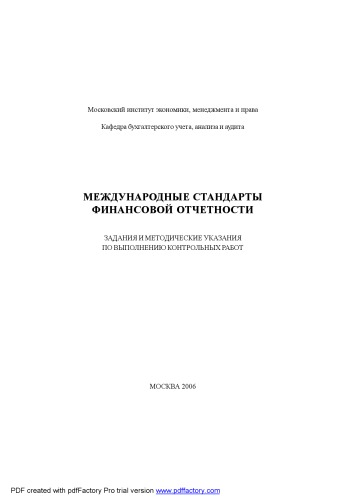 Московский институт экономики, менеджмента и права
Кафедра бухгалтерского учета, анализа и аудита
МЕЖДУНАРОДНЫЕ СТАНДАРТЫ
ФИНАНСОВОЙ ОТЧЕТНОСТИ
ЗАДАНИЯ И МЕТОДИЧЕСКИЕ УКАЗАНИЯ
ПО ВЫПОЛНЕНИЮ КОНТРОЛЬНЫХ РАБОТ
МОСКВА 2006
PDF created with pdfFactory Pro trial version www.pdffactory.com